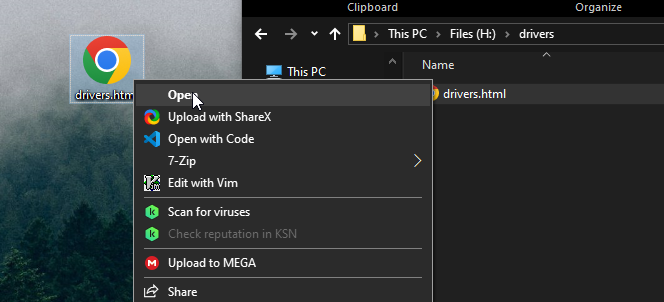 Clipboard
Organize
This PC
Files (H:)
drivers
This PC
Name
drivers.html
drivers.html
Open
Upload with ShareX
Open with Code
7-Zip
Edit with Vim
Scan for viruses
Check reputation in KSN
Upload to MEGA
Share